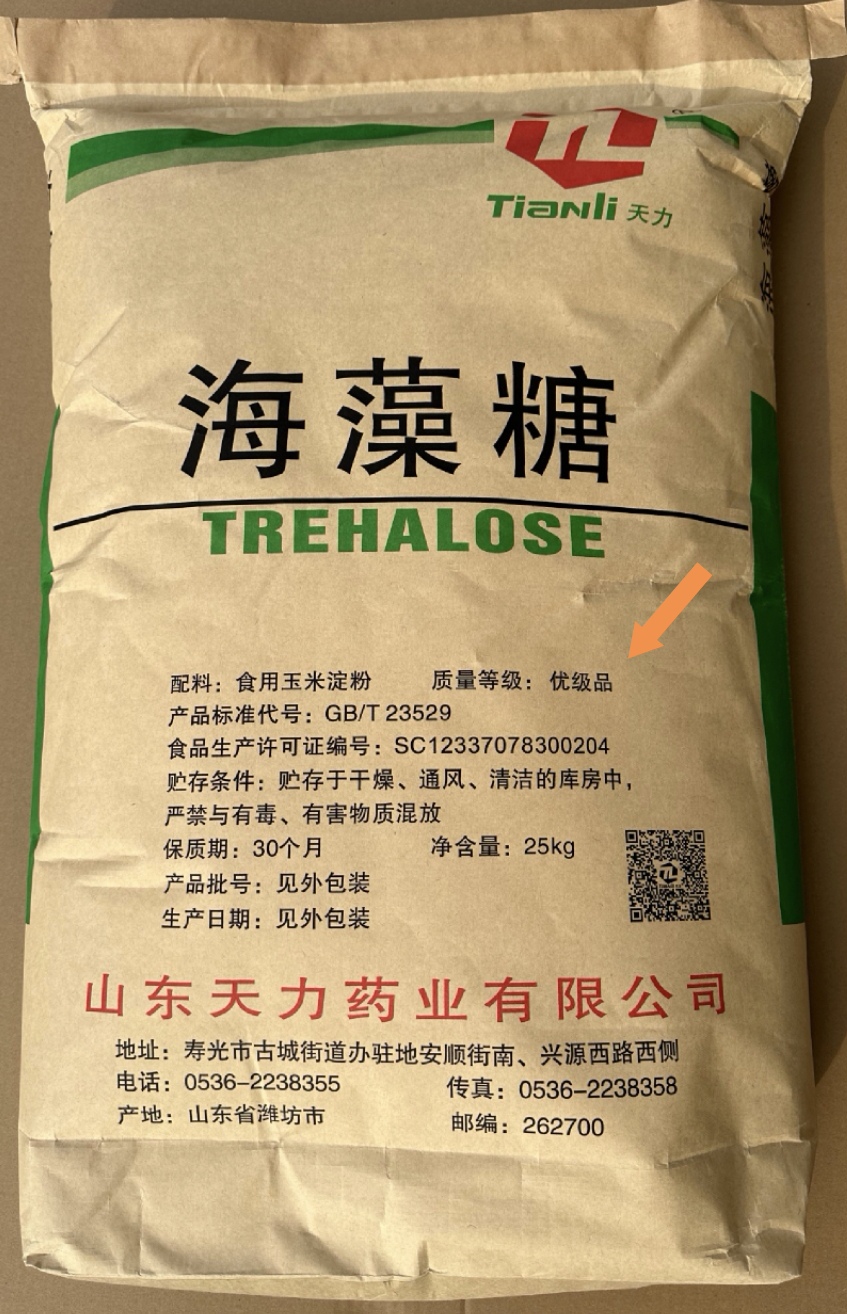 Tianli 天力
海藻糖
TREHALOSE
配料：食用玉米淀粉 质量等级：优级品
产品标准代号：GB/T 23529
食品生产许可证编号：SC12337078300204
贮存条件：贮存于干燥、通风、清洁的库房中，
严禁与有毒、有害物质混放
保质期：30个月 净含量：25kg
产品批号：见外包装
生产日期：见外包装
山东天力药业有限公司
地址：寿光市古城街道办驻地安顺街南、兴源西路西侧
电话：0536-2238355 传真：0536-2238358
产地：山东省潍坊市 邮编：262700